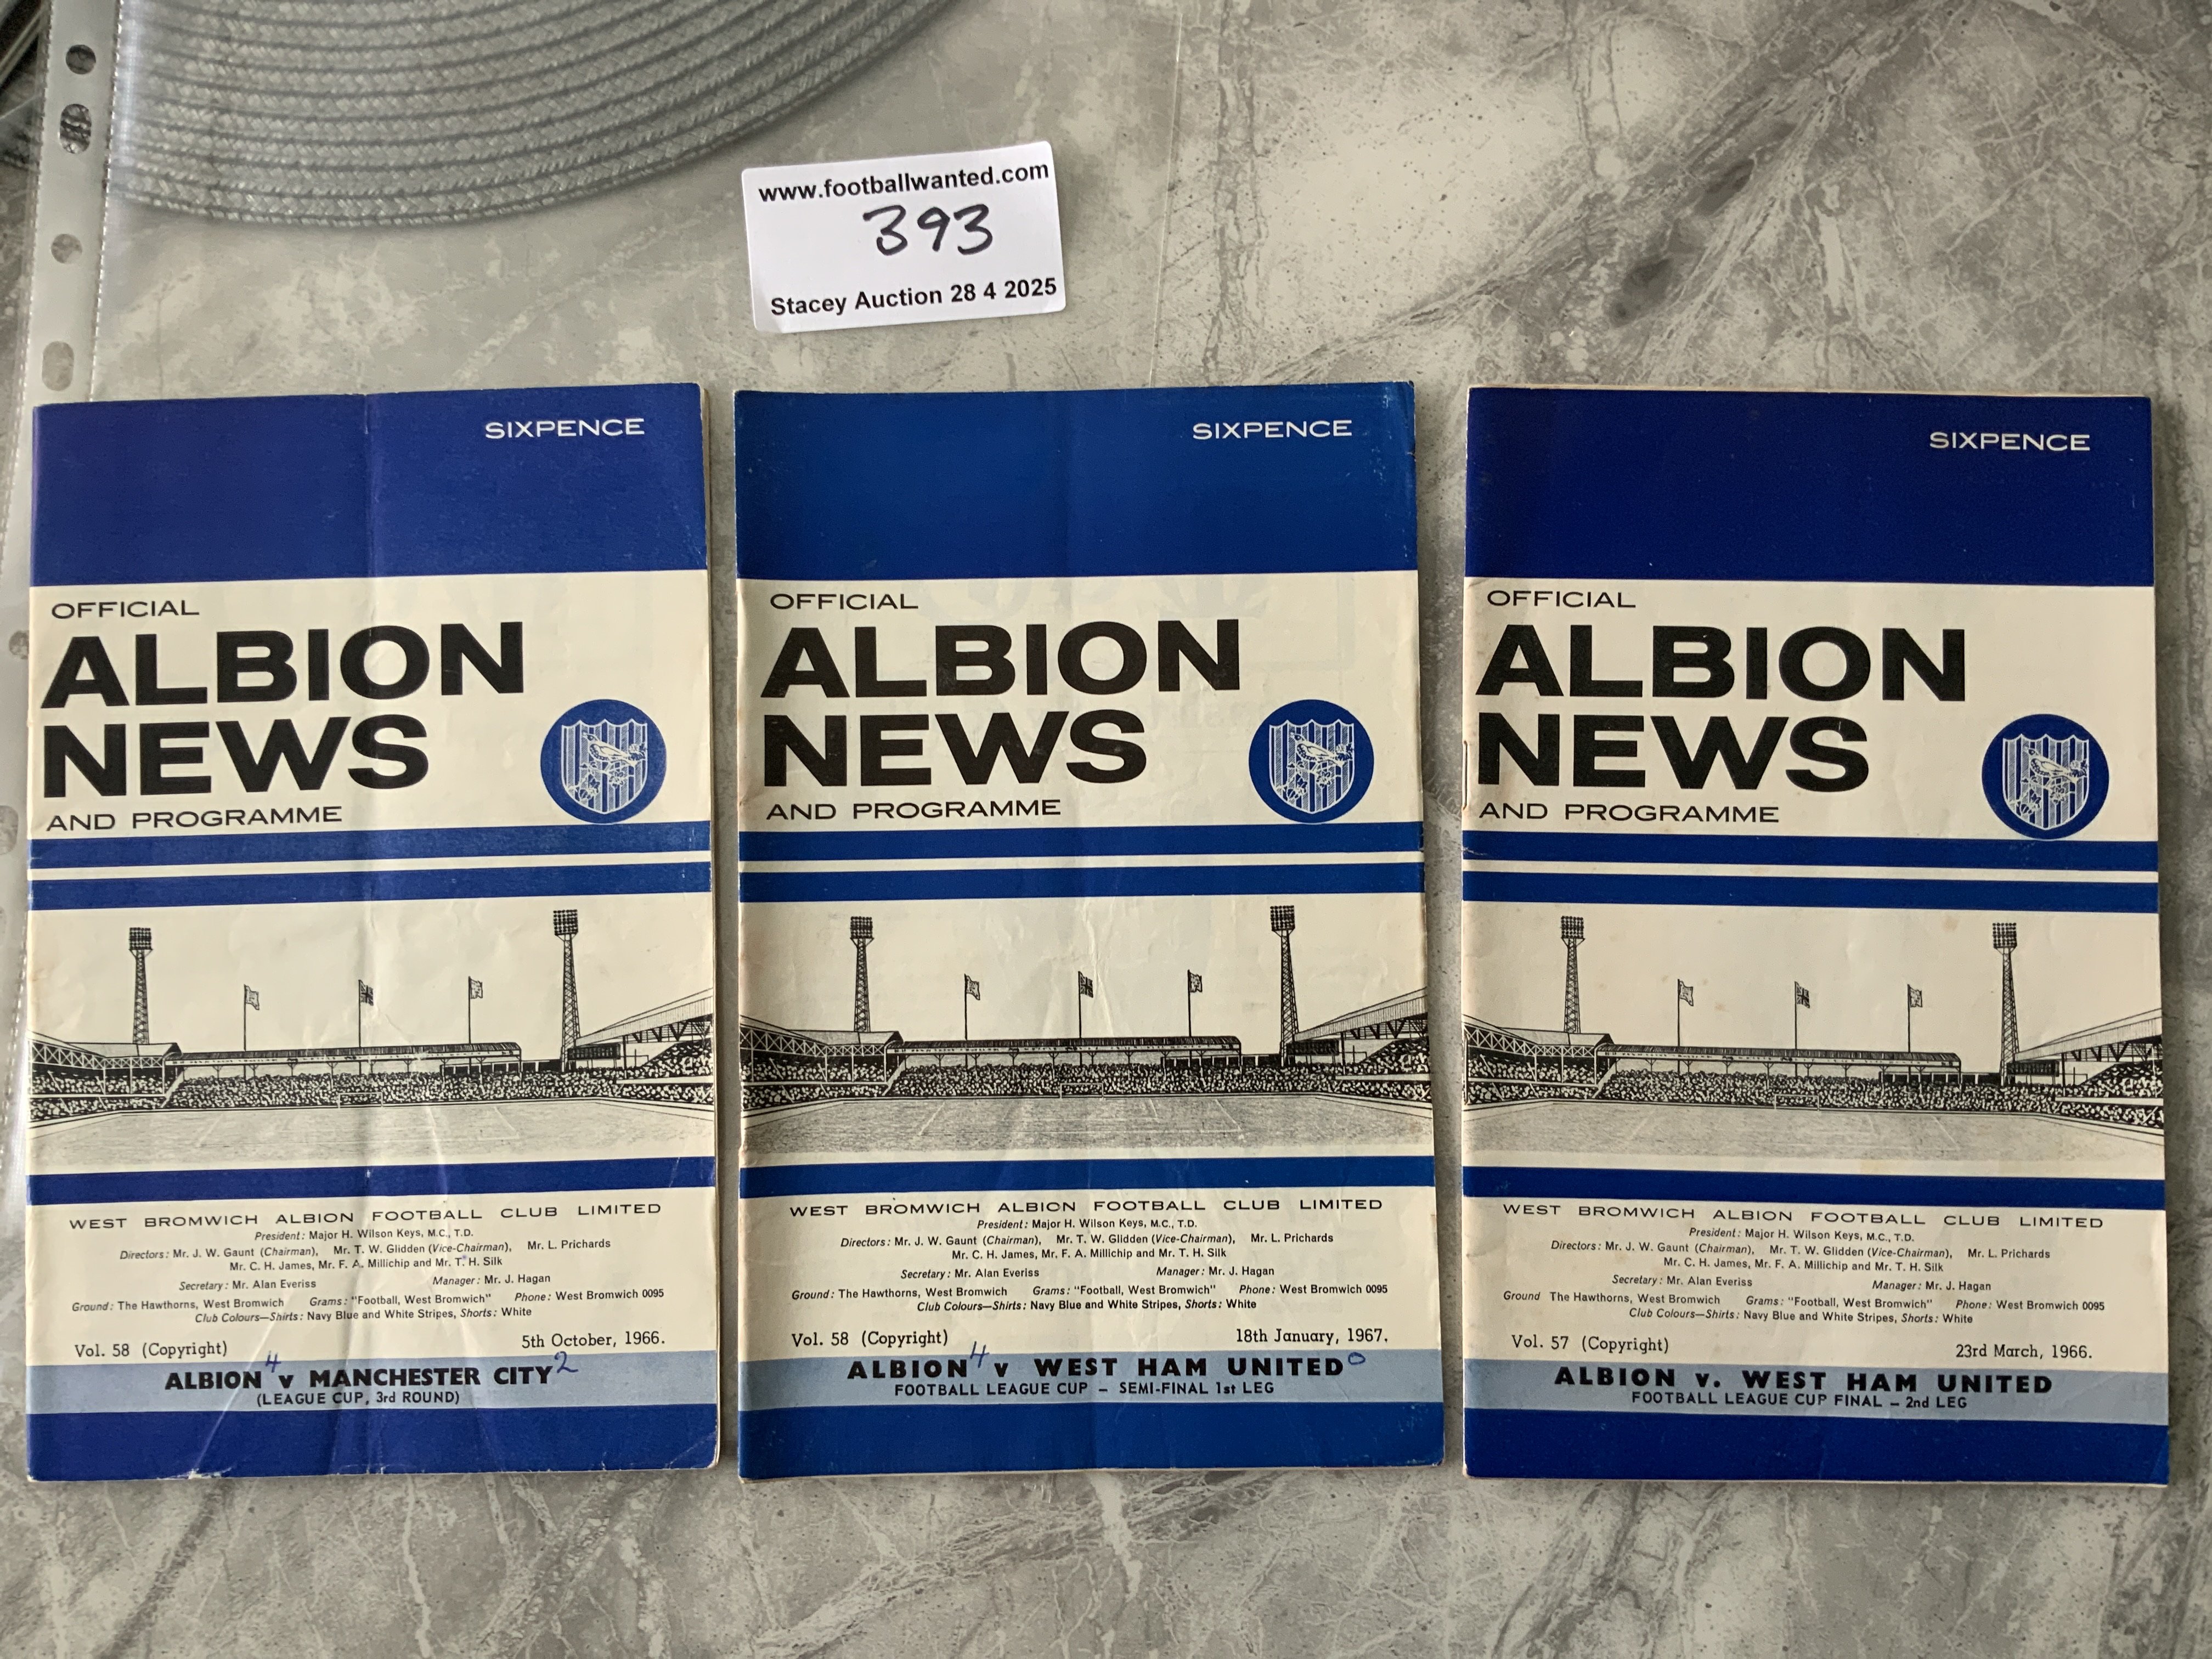 www.footballwanted.com
393
Stacey Auction 28 4 2025
SIXPENCE
OFFICIAL
ALBION
NEWS
AND PROGRAMME
WEST BROMWICH ALBION FOOTBALL CLUB LIMITED
President: Major H. Wilson Keys, M.C., T.D.
Directors: Mr. J. W. Gaunt (Chairman), Mr. T. W. Glidden (Vice-Chairman), Mr. L. Prichards
Mr. C. H. James, Mr. F. A. Millichip and Mr. T. H. Silk
Secretary: Mr. Alan Everiss Manager: Mr. J. Hagan
Ground: The Hawthorns, West Bromwich Grams: "Football, West Bromwich" Phone: West Bromwich 0095
Club Colours—Shirts: Navy Blue and White Stripes, Shorts: White
Vol. 58 (Copyright) 5th October, 1966.
ALBION 4 v MANCHESTER CITY 2
(LEAGUE CUP, 3rd ROUND)
SIXPENCE
OFFICIAL
ALBION
NEWS
AND PROGRAMME
WEST BROMWICH ALBION FOOTBALL CLUB LIMITED
President: Major H. Wilson Keys, M.C., T.D.
Directors: Mr. J. W. Gaunt (Chairman), Mr. T. W. Glidden (Vice-Chairman), Mr. L. Prichards
Mr. C. H. James, Mr. F. A. Millichip and Mr. T. H. Silk
Secretary: Mr. Alan Everiss Manager: Mr. J. Hagan
Ground: The Hawthorns, West Bromwich Grams: "Football, West Bromwich" Phone: West Bromwich 0095
Club Colours—Shirts: Navy Blue and White Stripes, Shorts: White
Vol. 58 (Copyright) 18th January, 1967.
ALBION 4 v WEST HAM UNITED 0
FOOTBALL LEAGUE CUP – SEMI-FINAL 1st LEG
SIXPENCE
OFFICIAL
ALBION
NEWS
AND PROGRAMME
WEST BROMWICH ALBION FOOTBALL CLUB LIMITED
President: Major H. Wilson Keys, M.C., T.D.
Directors: Mr. J. W. Gaunt (Chairman), Mr. T. W. Glidden (Vice-Chairman), Mr. L. Prichards
Mr. C. H. James, Mr. F. A. Millichip and Mr. T. H. Silk
Secretary: Mr. Alan Everiss Manager: Mr. J. Hagan
Ground The Hawthorns, West Bromwich Grams: "Football, West Bromwich" Phone: West Bromwich 0095
Club Colours—Shirts: Navy Blue and White Stripes, Shorts: White
Vol. 57 (Copyright) 23rd March, 1966.
ALBION v. WEST HAM UNITED
FOOTBALL LEAGUE CUP FINAL – 2nd LEG